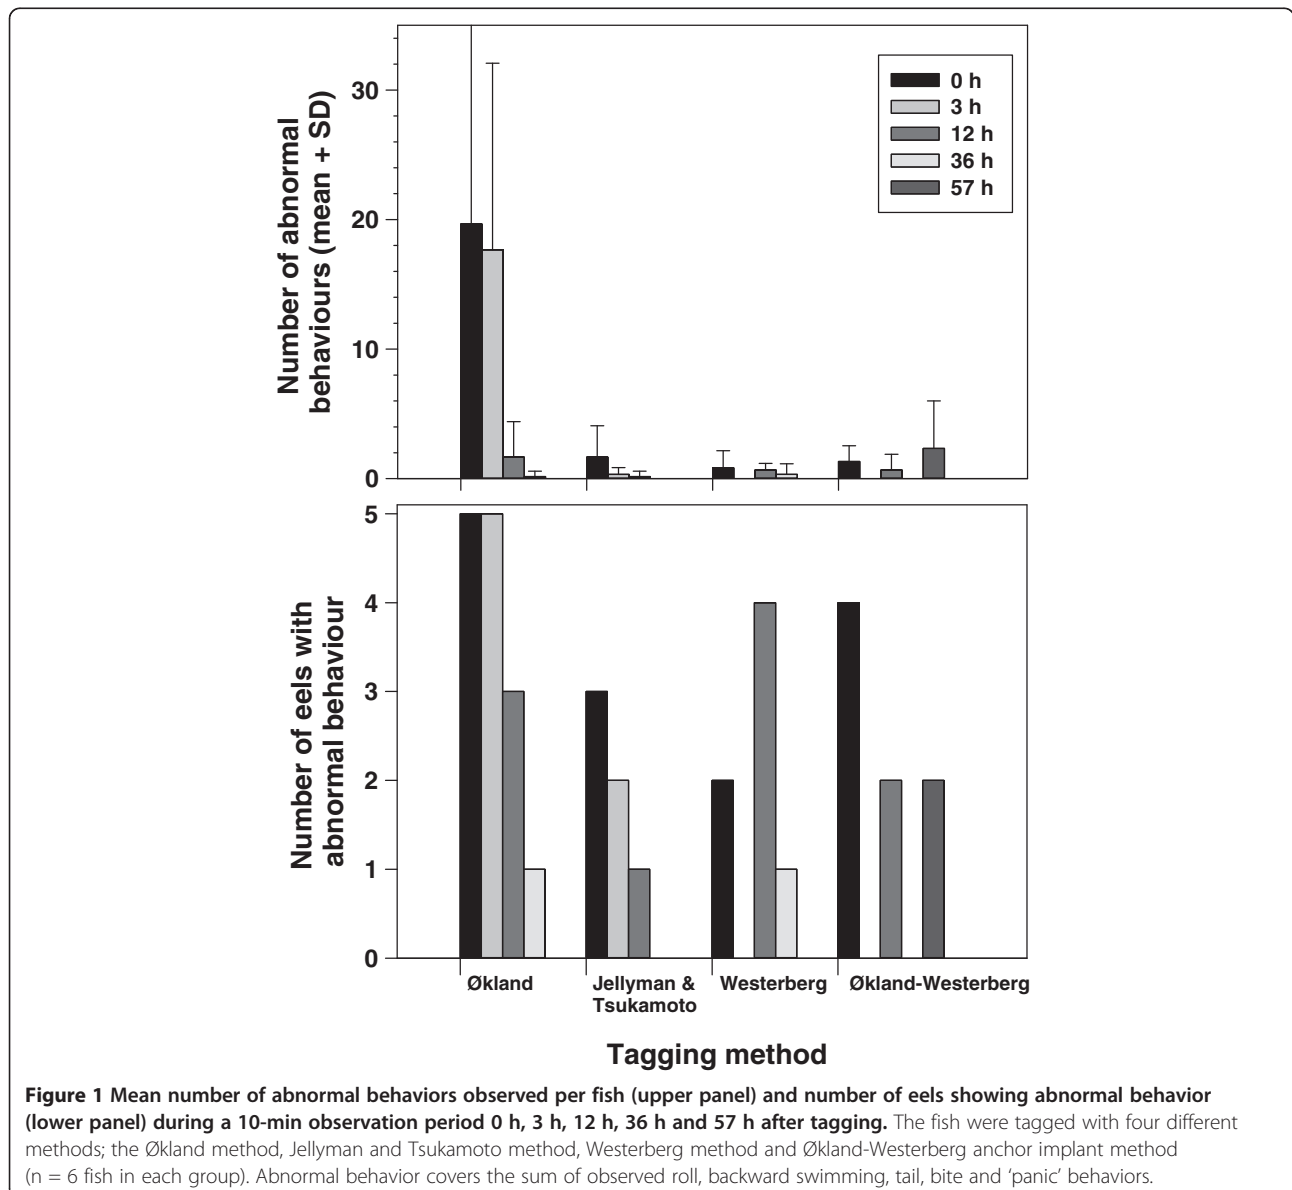 Number of abnormal
behaviours (mean + SD)
30
20
10
0
0 h
3 h
12 h
36 h
57 h
Number of eels with
abnormal behaviour
5
4
3
2
1
0
Økland
Jellyman &
Tsukamoto
Westerberg
Økland-Westerberg
Tagging method
Figure 1 Mean number of abnormal behaviors observed per fish (upper panel) and number of eels showing abnormal behavior
(lower panel) during a 10-min observation period 0 h, 3 h, 12 h, 36 h and 57 h after tagging. The fish were tagged with four different
methods; the Økland method, Jellyman and Tsukamoto method, Westerberg method and Økland-Westerberg anchor implant method
(n = 6 fish in each group). Abnormal behavior covers the sum of observed roll, backward swimming, tail, bite and ‘panic’ behaviors.